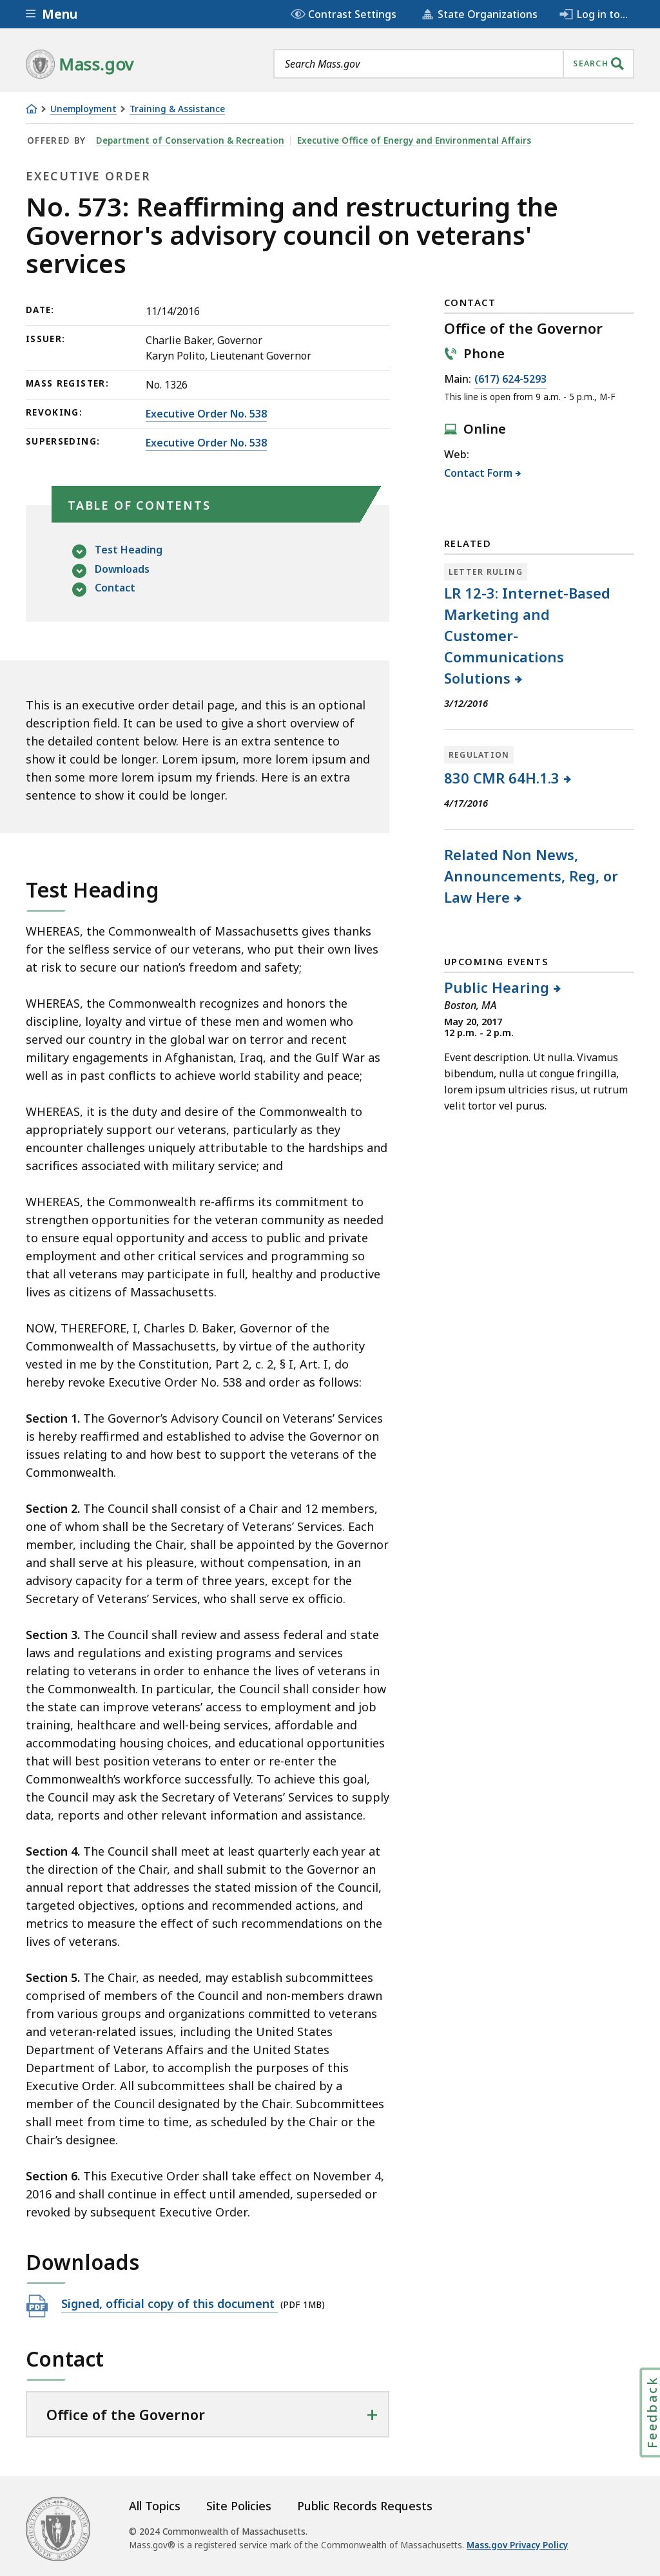 Menu
Contrast Settings
State Organizations
Log in to...
Mass.gov
Search Mass.gov
SEARCH
Unemployment
Training & Assistance
OFFERED BY
Department of Conservation & Recreation
Executive Office of Energy and Environmental Affairs
EXECUTIVE ORDER
No. 573: Reaffirming and restructuring the
Governor's advisory council on veterans'
services
DATE:
11/14/2016
ISSUER:
Charlie Baker, Governor
Karyn Polito, Lieutenant Governor
MASS REGISTER:
No. 1326
REVOKING:
Executive Order No. 538
SUPERSEDING:
Executive Order No. 538
TABLE OF CONTENTS
Test Heading
Downloads
Contact
This is an executive order detail page, and this is an optional
description field. It can be used to give a short overview of
the detailed content below. Here is an extra sentence to
show it could be longer. Lorem ipsum, more lorem ipsum and
then some more lorem ipsum my friends. Here is an extra
sentence to show it could be longer.
Test Heading
WHEREAS, the Commonwealth of Massachusetts gives thanks
for the selfless service of our veterans, who put their own lives
at risk to secure our nation’s freedom and safety;
WHEREAS, the Commonwealth recognizes and honors the
discipline, loyalty and virtue of these men and women who
served our country in the global war on terror and recent
military engagements in Afghanistan, Iraq, and the Gulf War as
well as in past conflicts to achieve world stability and peace;
WHEREAS, it is the duty and desire of the Commonwealth to
appropriately support our veterans, particularly as they
encounter challenges uniquely attributable to the hardships and
sacrifices associated with military service; and
WHEREAS, the Commonwealth re-affirms its commitment to
strengthen opportunities for the veteran community as needed
to ensure equal opportunity and access to public and private
employment and other critical services and programming so
that all veterans may participate in full, healthy and productive
lives as citizens of Massachusetts.
NOW, THEREFORE, I, Charles D. Baker, Governor of the
Commonwealth of Massachusetts, by virtue of the authority
vested in me by the Constitution, Part 2, c. 2, § I, Art. I, do
hereby revoke Executive Order No. 538 and order as follows:
Section 1. The Governor’s Advisory Council on Veterans’ Services
is hereby reaffirmed and established to advise the Governor on
issues relating to and how best to support the veterans of the
Commonwealth.
Section 2. The Council shall consist of a Chair and 12 members,
one of whom shall be the Secretary of Veterans’ Services. Each
member, including the Chair, shall be appointed by the Governor
and shall serve at his pleasure, without compensation, in an
advisory capacity for a term of three years, except for the
Secretary of Veterans’ Services, who shall serve ex officio.
Section 3. The Council shall review and assess federal and state
laws and regulations and existing programs and services
relating to veterans in order to enhance the lives of veterans in
the Commonwealth. In particular, the Council shall consider how
the state can improve veterans’ access to employment and job
training, healthcare and well-being services, affordable and
accommodating housing choices, and educational opportunities
that will best position veterans to enter or re-enter the
Commonwealth’s workforce successfully. To achieve this goal,
the Council may ask the Secretary of Veterans’ Services to supply
data, reports and other relevant information and assistance.
Section 4. The Council shall meet at least quarterly each year at
the direction of the Chair, and shall submit to the Governor an
annual report that addresses the stated mission of the Council,
targeted objectives, options and recommended actions, and
metrics to measure the effect of such recommendations on the
lives of veterans.
Section 5. The Chair, as needed, may establish subcommittees
comprised of members of the Council and non-members drawn
from various groups and organizations committed to veterans
and veteran-related issues, including the United States
Department of Veterans Affairs and the United States
Department of Labor, to accomplish the purposes of this
Executive Order. All subcommittees shall be chaired by a
member of the Council designated by the Chair. Subcommittees
shall meet from time to time, as scheduled by the Chair or the
Chair’s designee.
Section 6. This Executive Order shall take effect on November 4,
2016 and shall continue in effect until amended, superseded or
revoked by subsequent Executive Order.
Downloads
PDF
Signed, official copy of this document (PDF 1MB)
Contact
Office of the Governor
CONTACT
Office of the Governor
Phone
Main: (617) 624-5293
This line is open from 9 a.m. - 5 p.m., M-F
Online
Web:
Contact Form
RELATED
LETTER RULING
LR 12-3: Internet-Based
Marketing and
Customer-
Communications
Solutions
3/12/2016
REGULATION
830 CMR 64H.1.3
4/17/2016
Related Non News,
Announcements, Reg, or
Law Here
UPCOMING EVENTS
Public Hearing
Boston, MA
May 20, 2017
12 p.m. - 2 p.m.
Event description. Ut nulla. Vivamus
bibendum, nulla ut congue fringilla,
lorem ipsum ultricies risus, ut rutrum
velit tortor vel purus.
Feedback
All Topics
Site Policies
Public Records Requests
© 2024 Commonwealth of Massachusetts.
Mass.gov® is a registered service mark of the Commonwealth of Massachusetts. Mass.gov Privacy Policy